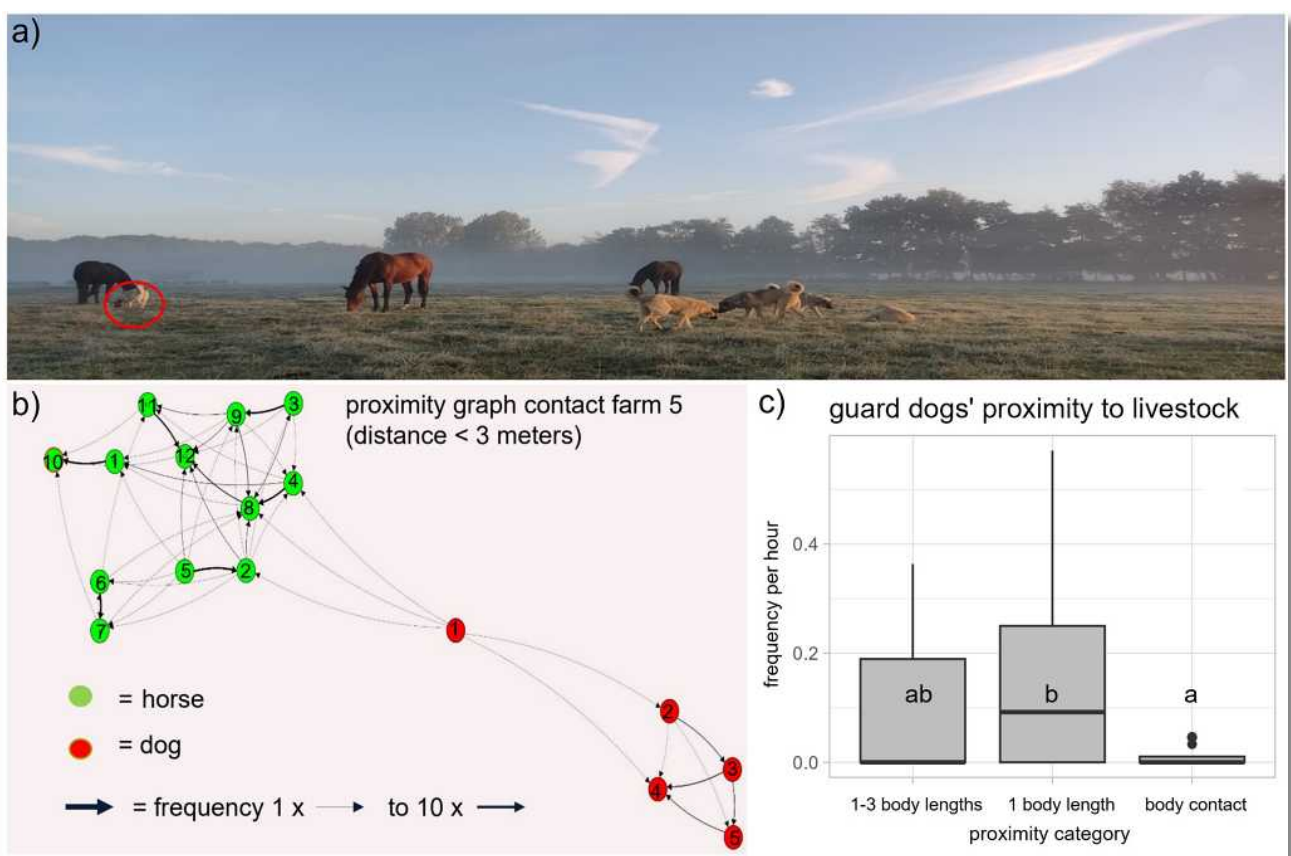 a)
b)
proximity graph contact farm 5
(distance < 3 meters)
11
9
3
10
1
12
4
8
6
5
2
7
1
2
3
4
5
= horse
= dog
= frequency 1 x
to 10 x
c)
guard dogs' proximity to livestock
frequency per hour
0.4
0.2
0.0
ab
b
a
1-3 body lengths
1 body length
body contact
proximity category